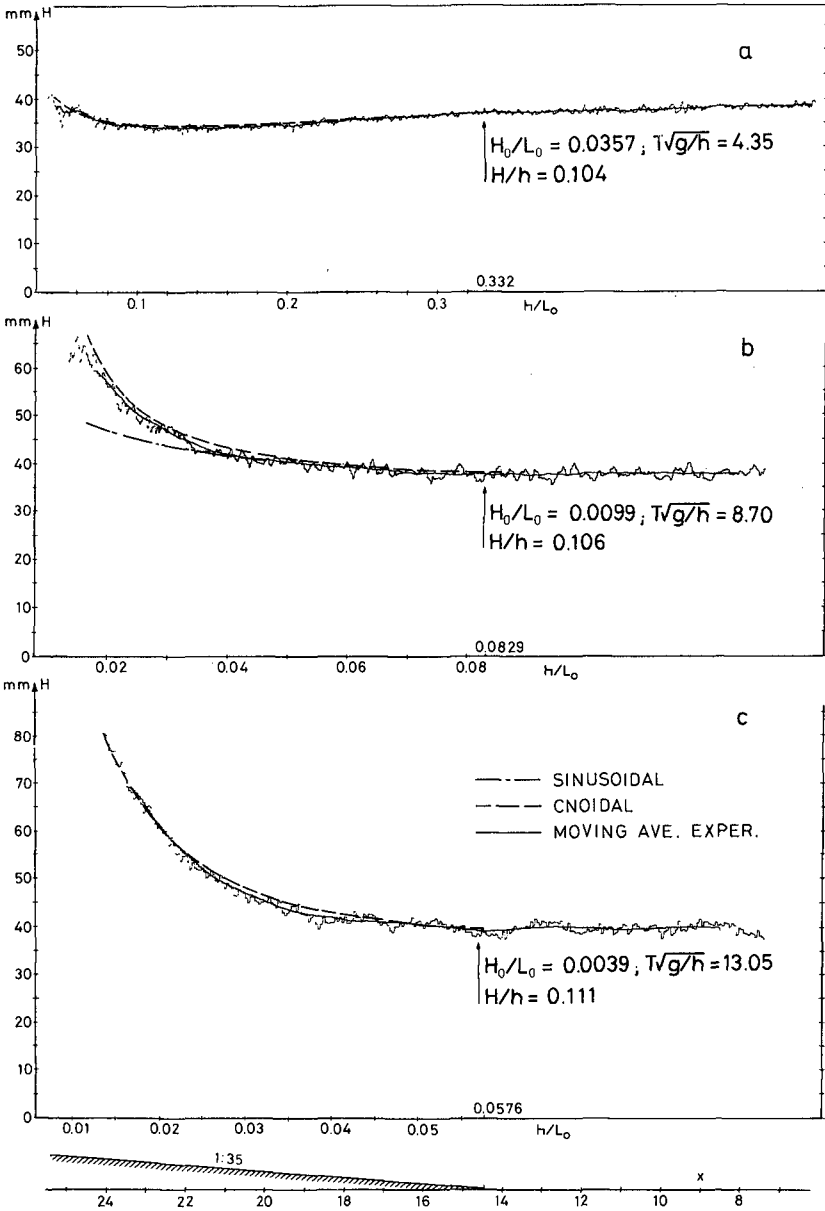 mm H
a
50
40
30
20
10
0
H₀/L₀ = 0.0357 ; T√g/h = 4.35
H/h = 0.104
0.332
0.1 0.2 0.3 h/L₀
mm H
b
60
50
40
30
20
10
0
H₀/L₀ = 0.0099 ; T√g/h = 8.70
H/h = 0.106
0.0829
0.02 0.04 0.06 0.08 h/L₀
mm H
c
80
70
60
50
40
30
20
10
0
SINUSOIDAL
CNOIDAL
MOVING AVE. EXPER.
H₀/L₀ = 0.0039 ; T√g/h = 13.05
H/h = 0.111
0.0576
0.01 0.02 0.03 0.04 0.05 h/L₀
1:35
x
24 22 20 18 16 14 12 10 8